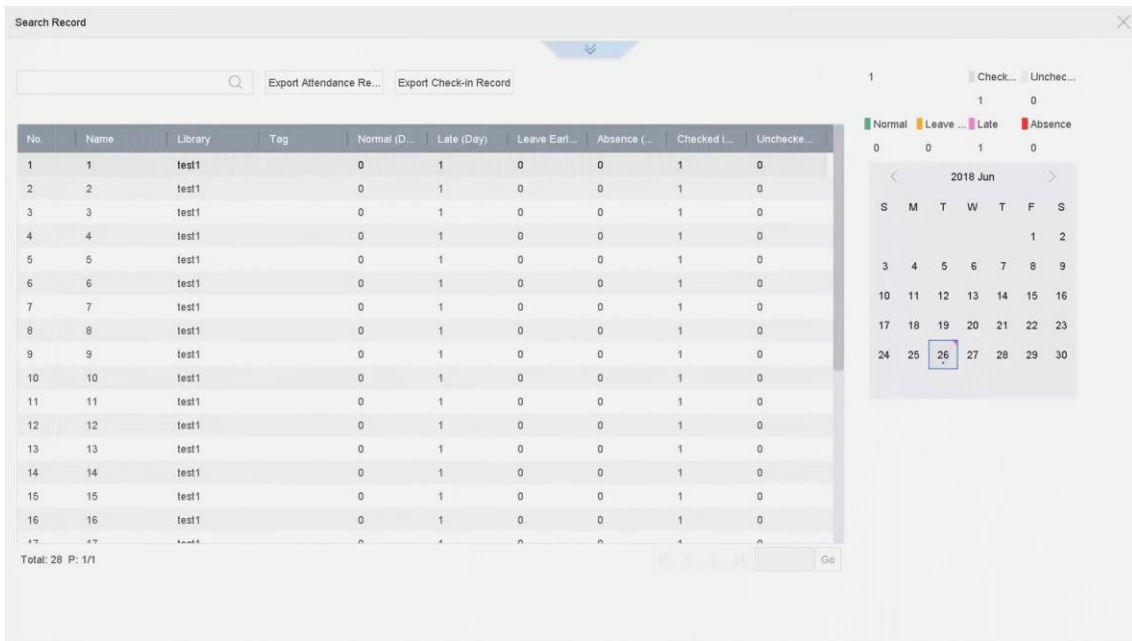 Search Record
Export Attendance Re... Export Check-in Record
No. Name Library Tag Normal (D... Late (Day) Leave Earl... Absence (... Checked i... Unchecke...
1 1 test1 0 1 0 0 1 0
2 2 test1 0 1 0 0 1 0
3 3 test1 0 1 0 0 1 0
4 4 test1 0 1 0 0 1 0
5 5 test1 0 1 0 0 1 0
6 6 test1 0 1 0 0 1 0
7 7 test1 0 1 0 0 1 0
8 8 test1 0 1 0 0 1 0
9 9 test1 0 1 0 0 1 0
10 10 test1 0 1 0 0 1 0
11 11 test1 0 1 0 0 1 0
12 12 test1 0 1 0 0 1 0
13 13 test1 0 1 0 0 1 0
14 14 test1 0 1 0 0 1 0
15 15 test1 0 1 0 0 1 0
16 16 test1 0 1 0 0 1 0
17 17 test1 0 1 0 0 1 0
Total: 28 P: 1/1
Go
1 Check... Unchec...
1 0
Normal Leave ... Late Absence
0 0 1 0
2018 Jun
S M T W T F S
1 2
3 4 5 6 7 8 9
10 11 12 13 14 15 16
17 18 19 20 21 22 23
24 25 26 27 28 29 30